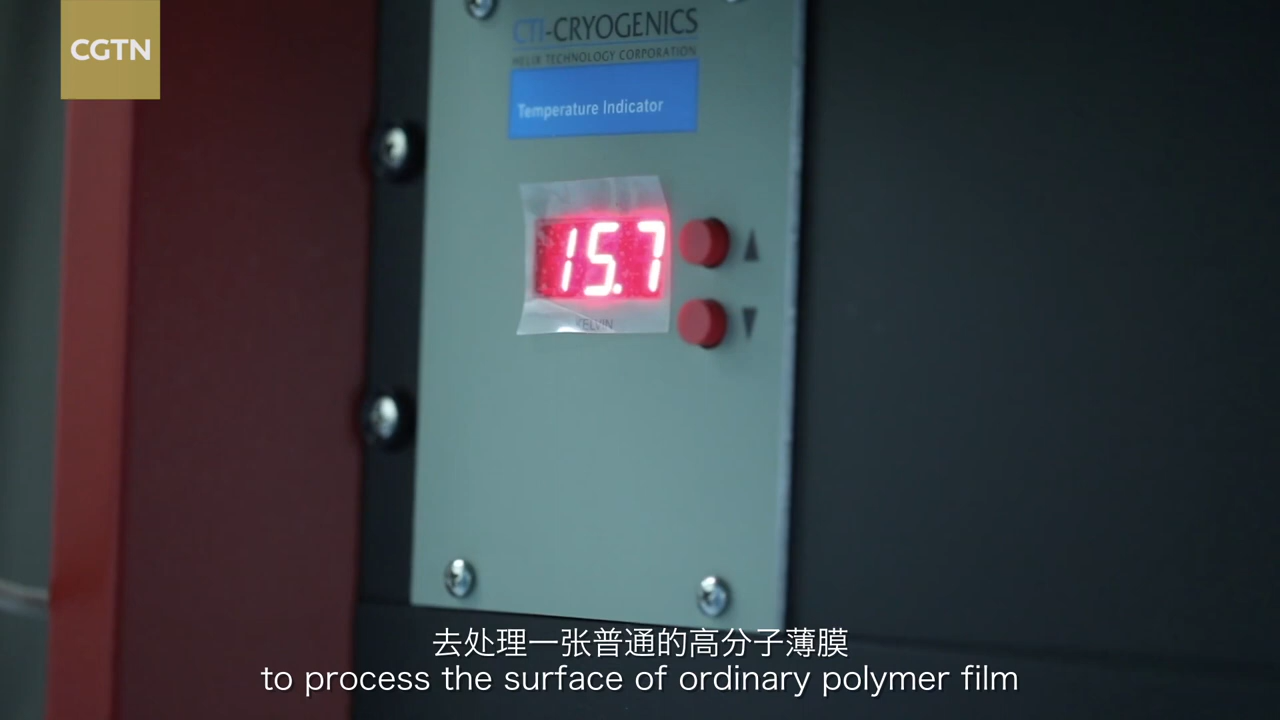 CGTN
CTI-CRYOGENICS
HELIX TECHNOLOGY CORPORATION
Temperature Indicator
15.7
KELVIN
去处理一张普通的高分子薄膜
to process the surface of ordinary polymer film